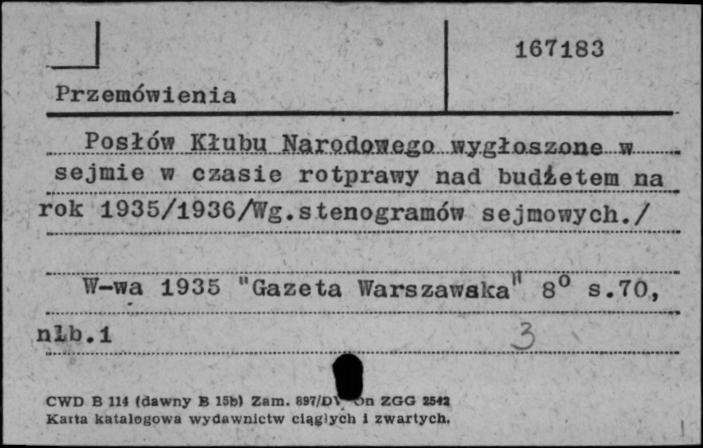 167183
Przemówienia
Posłów Kłubu Narodowego wygłoszone w
sejmie w czasie rotprawy nad budżetem na
rok 1935/1936/Wg.stenogramów sejmowych./
W-wa 1935 "Gazeta Warszawska" 8° s.70,
nlb.1
3
CWD B 114 (dawny B 15b) Zam. 897/D ZGG 2542
Karta katalogowa wydawnictw ciągłych i zwartych.